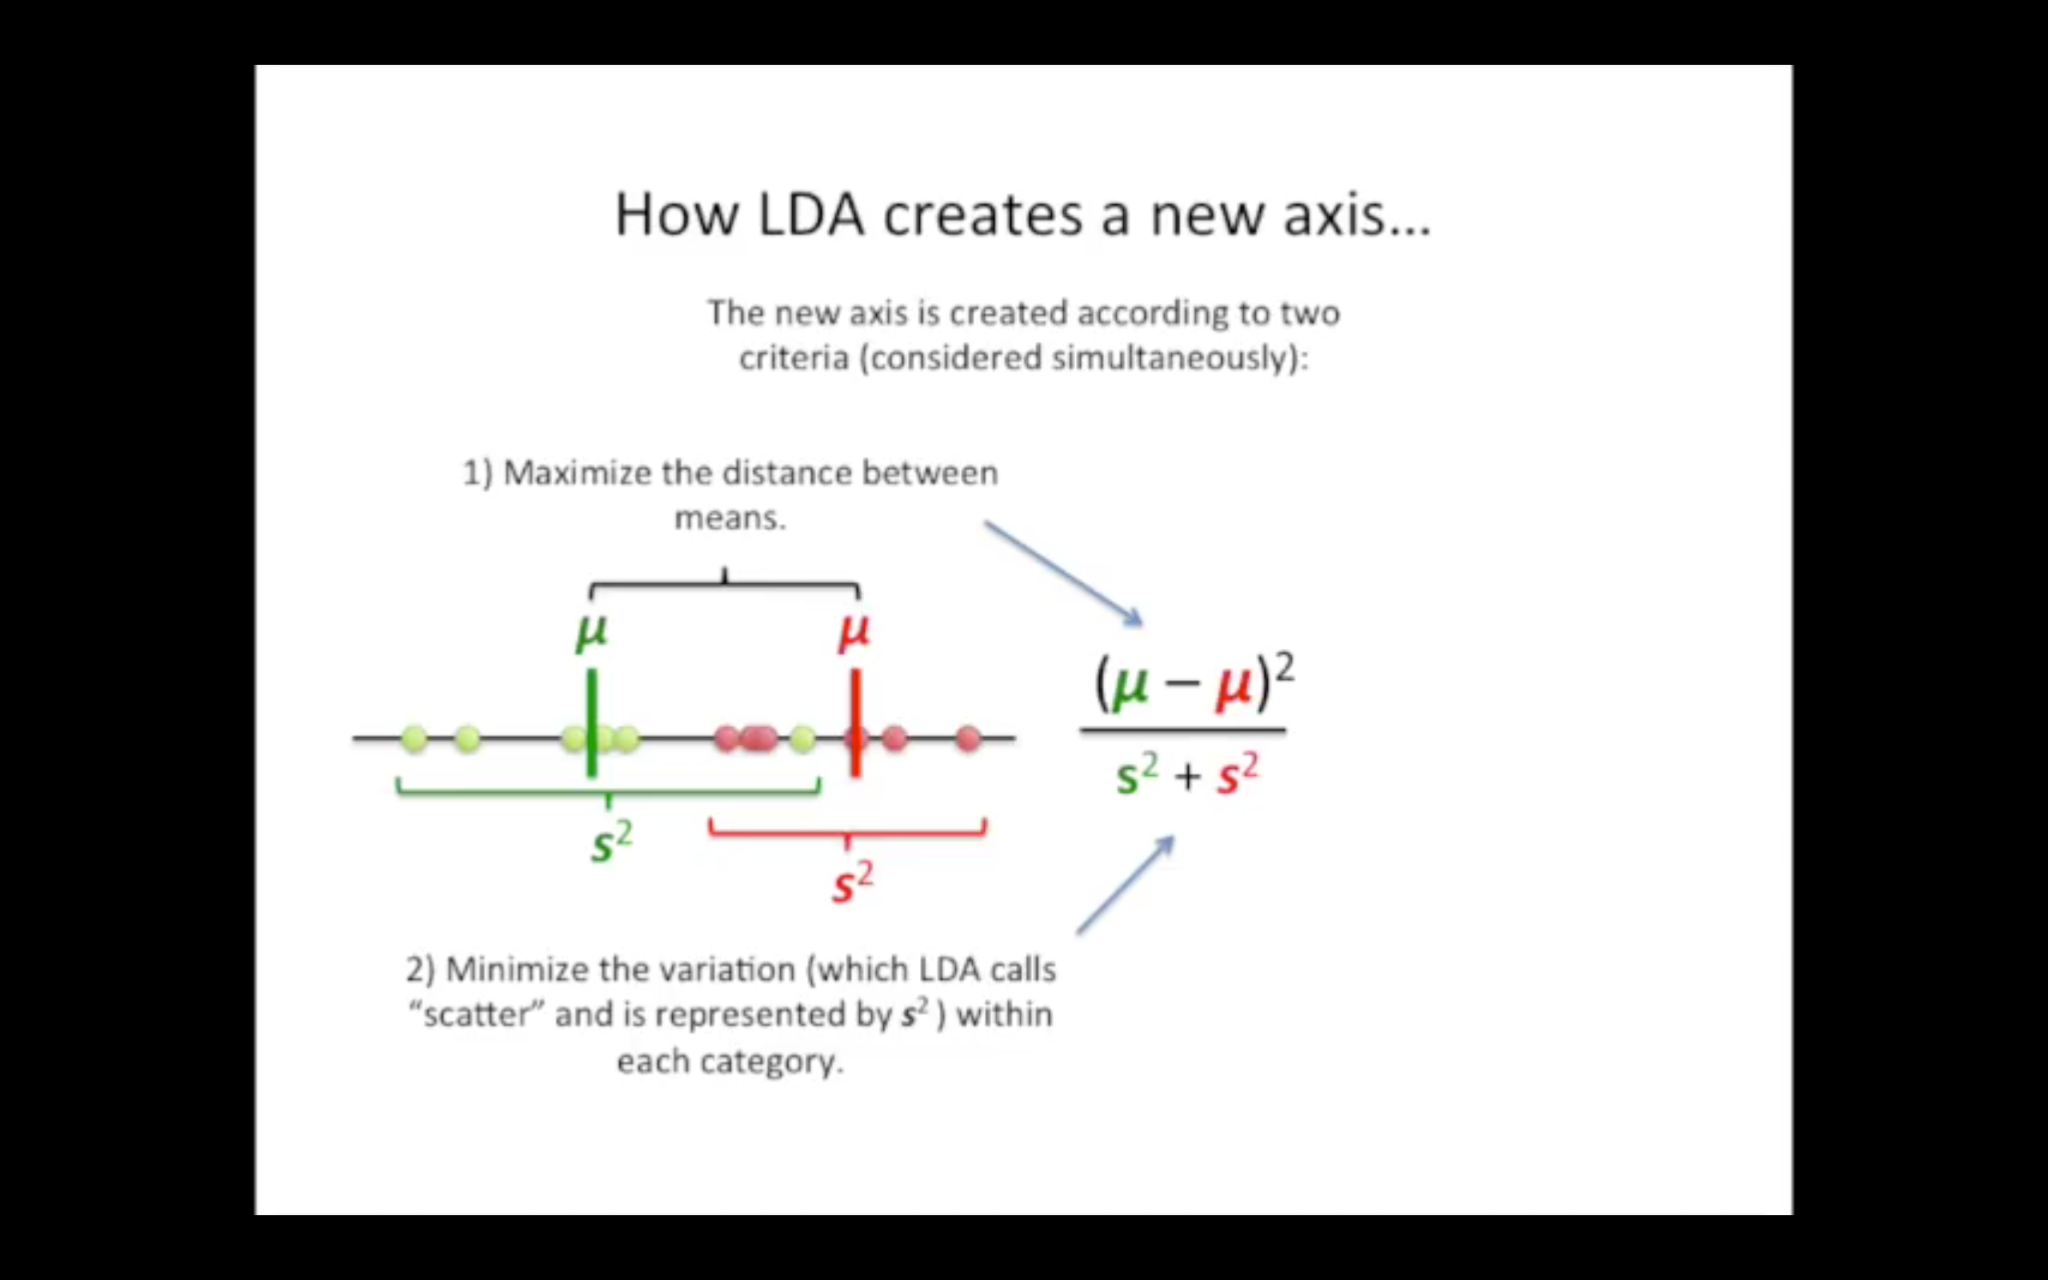 How LDA creates a new axis...
The new axis is created according to two
criteria (considered simultaneously):
1) Maximize the distance between
means.
μ μ
(μ – μ)²
s² + s²
s²
s²
2) Minimize the variation (which LDA calls
“scatter” and is represented by s² ) within
each category.